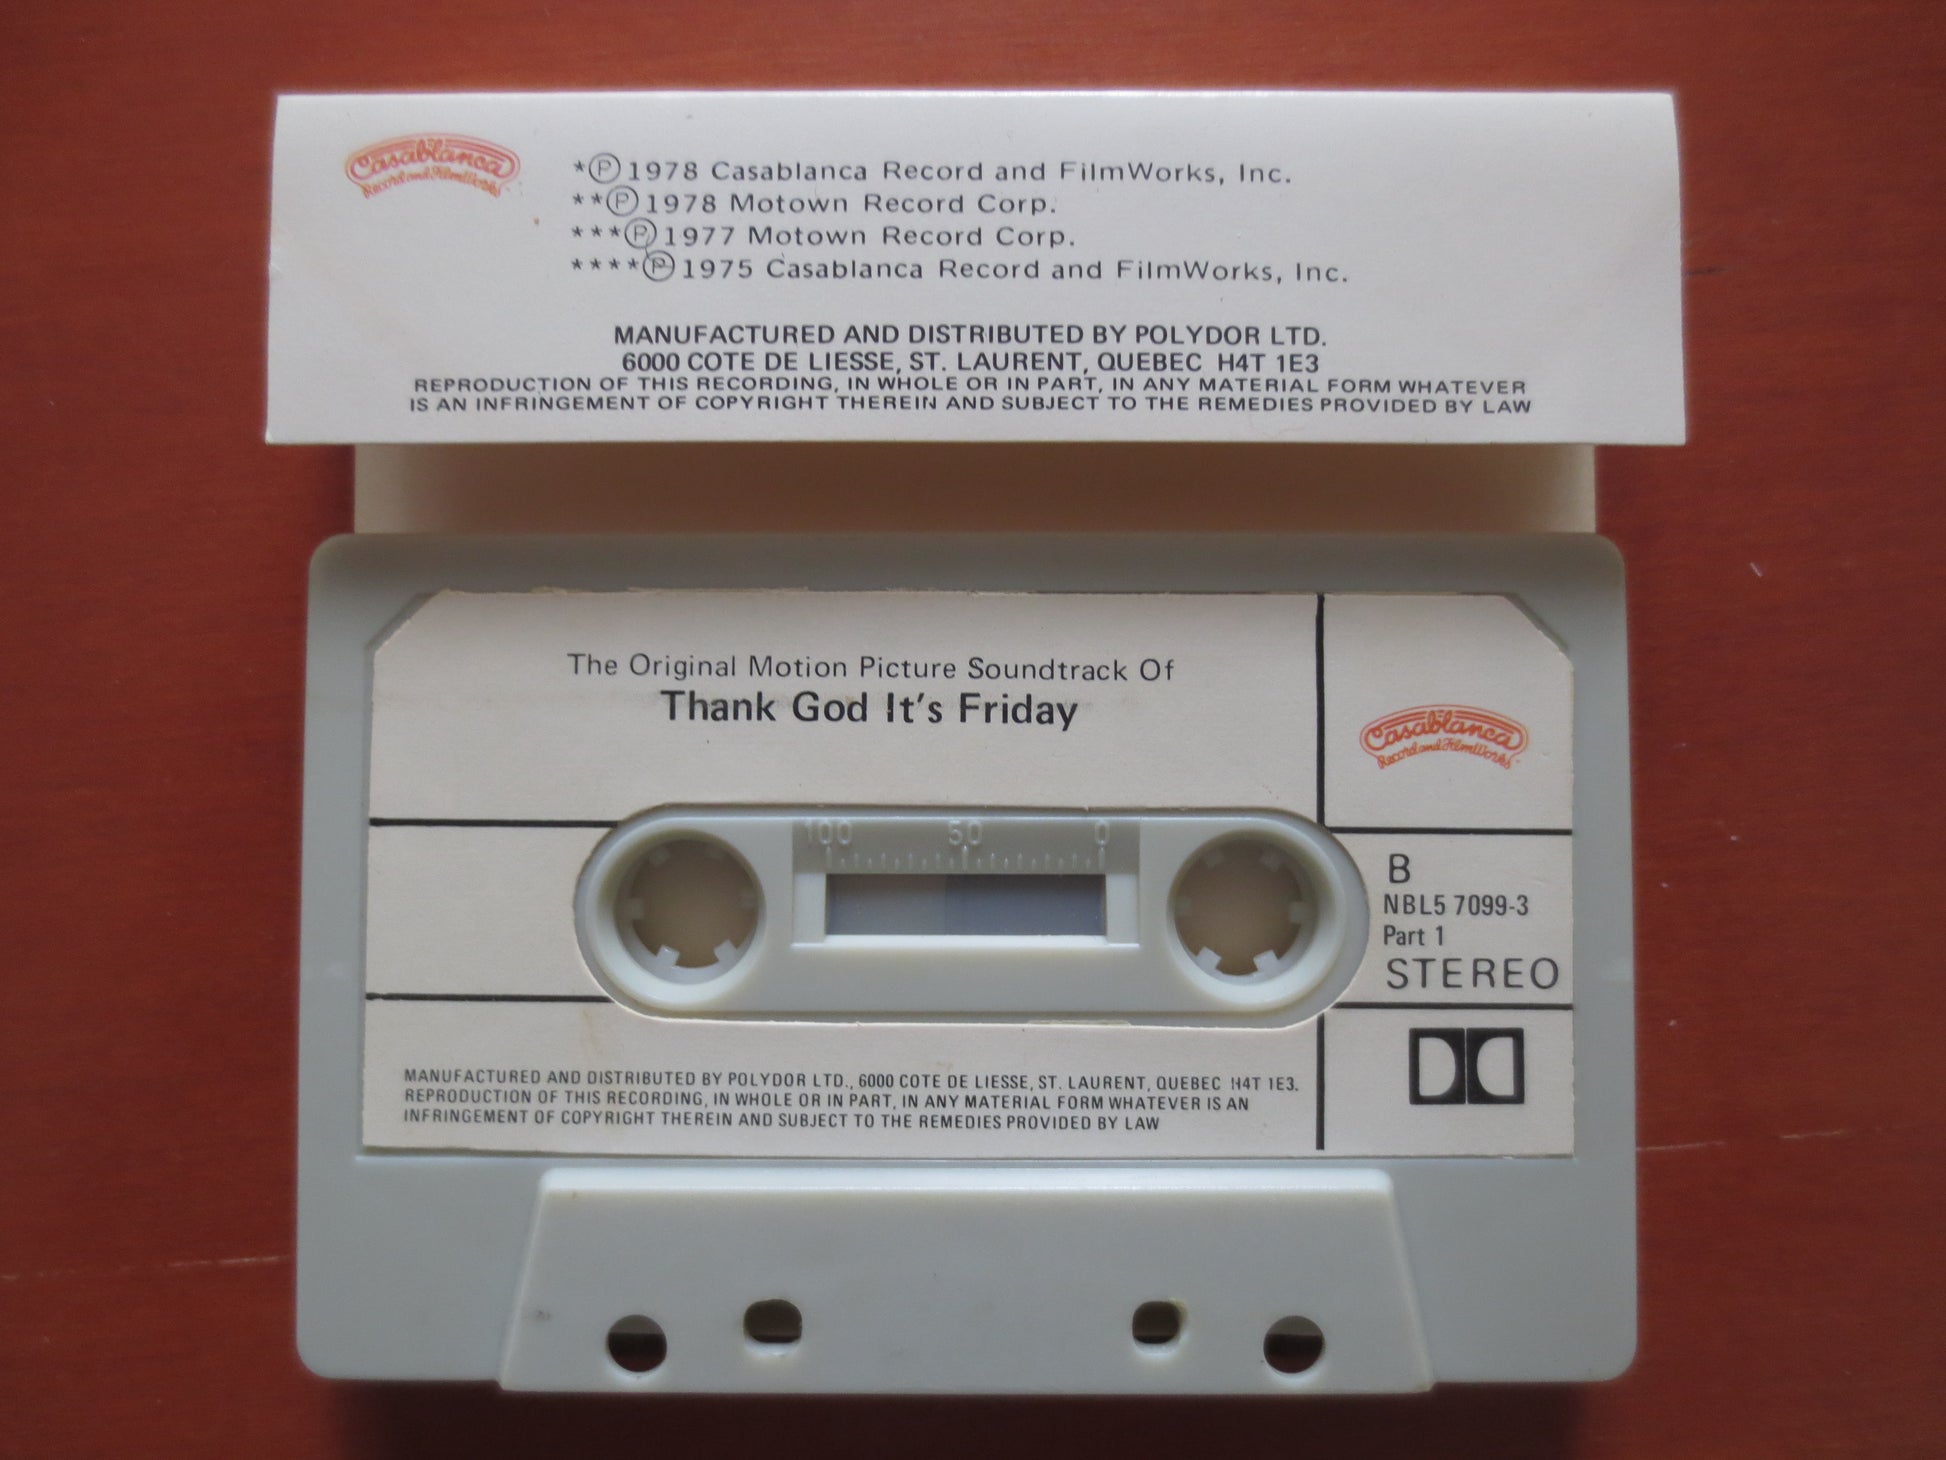 Casablanca
Record and FilmWorks
*Ⓟ1978 Casablanca Record and FilmWorks, Inc.
**Ⓟ1978 Motown Record Corp.
***Ⓟ1977 Motown Record Corp.
****Ⓟ1975 Casablanca Record and FilmWorks, Inc.
MANUFACTURED AND DISTRIBUTED BY POLYDOR LTD.
6000 COTE DE LIESSE, ST. LAURENT, QUEBEC H4T 1E3
REPRODUCTION OF THIS RECORDING, IN WHOLE OR IN PART, IN ANY MATERIAL FORM WHATEVER
IS AN INFRINGEMENT OF COPYRIGHT THEREIN AND SUBJECT TO THE REMEDIES PROVIDED BY LAW
The Original Motion Picture Soundtrack Of
Thank God It's Friday
Casablanca
Record and FilmWorks
100 50 0
B
NBL5 7099-3
Part 1
STEREO
MANUFACTURED AND DISTRIBUTED BY POLYDOR LTD., 6000 COTE DE LIESSE, ST. LAURENT, QUEBEC H4T 1E3.
REPRODUCTION OF THIS RECORDING, IN WHOLE OR IN PART, IN ANY MATERIAL FORM WHATEVER IS AN
INFRINGEMENT OF COPYRIGHT THEREIN AND SUBJECT TO THE REMEDIES PROVIDED BY LAW